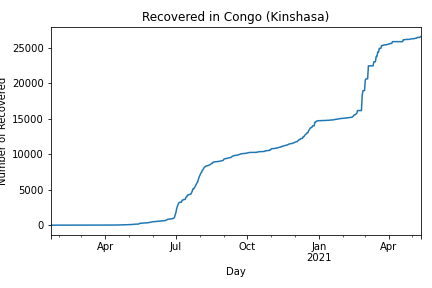 Recovered in Congo (Kinshasa)
Number of Recovered
25000
20000
15000
10000
5000
0
Apr
Jul
Oct
Jan
2021
Apr
Day